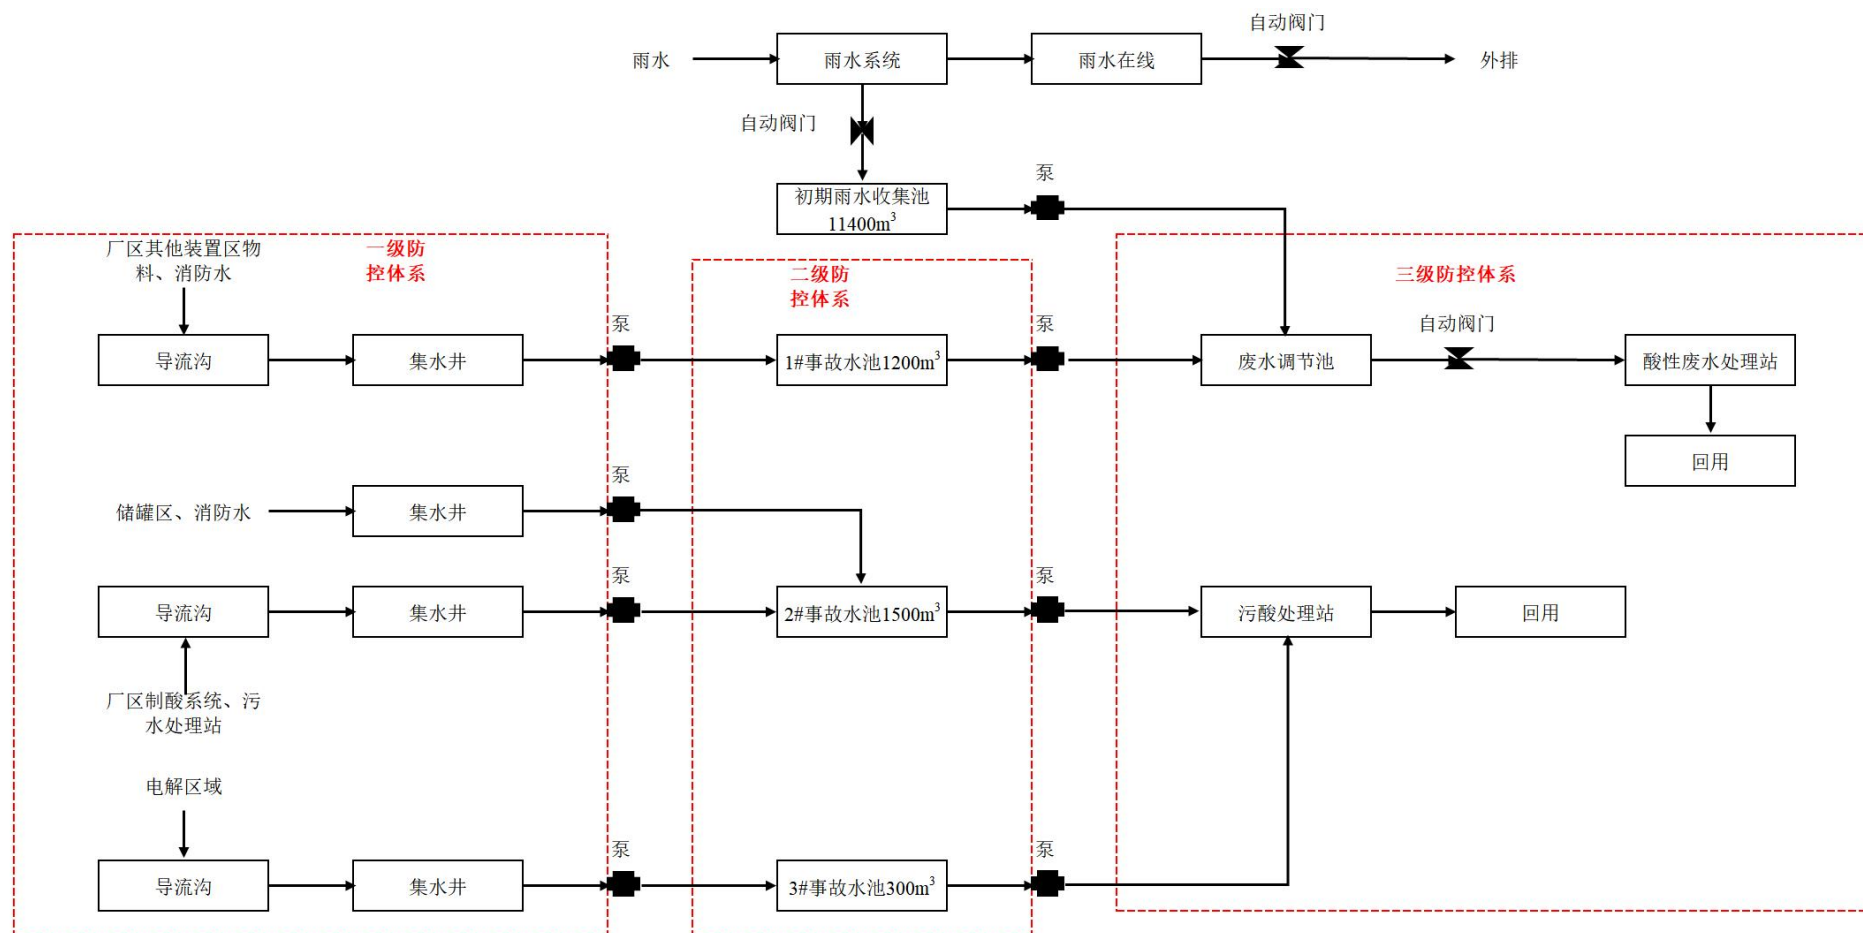 自动阀门
雨水
雨水系统
雨水在线
外排
自动阀门
泵
初期雨水收集池
11400m³
厂区其他装置区物
料、消防水
一级防
控体系
二级防
控体系
三级防控体系
泵
泵
自动阀门
导流沟
集水井
1#事故水池1200m³
废水调节池
酸性废水处理站
回用
泵
储罐区、消防水
集水井
泵
泵
导流沟
集水井
2#事故水池1500m³
污酸处理站
回用
厂区制酸系统、污
水处理站
电解区域
泵
泵
导流沟
集水井
3#事故水池300m³